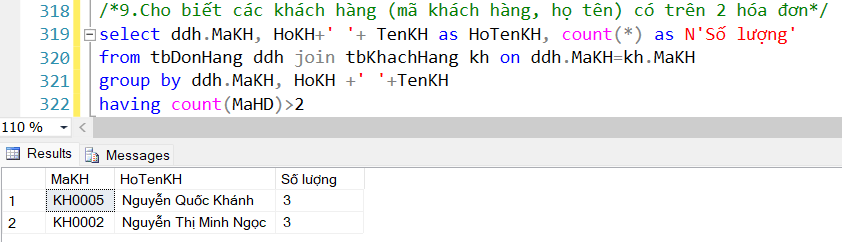 318 /*9.Cho biết các khách hàng (mã khách hàng, họ tên) có trên 2 hóa đơn*/
319 select ddh.MaKH, HoKH+' '+ TenKH as HoTenKH, count(*) as N'Số lượng'
320 from tbDonHang ddh join tbKhachHang kh on ddh.MaKH=kh.MaKH
321 group by ddh.MaKH, HoKH +' '+TenKH
322 having count(MaHD)>2
110 %
Results Messages
MaKH HoTenKH Số lượng
1 KH0005 Nguyễn Quốc Khánh 3
2 KH0002 Nguyễn Thị Minh Ngọc 3